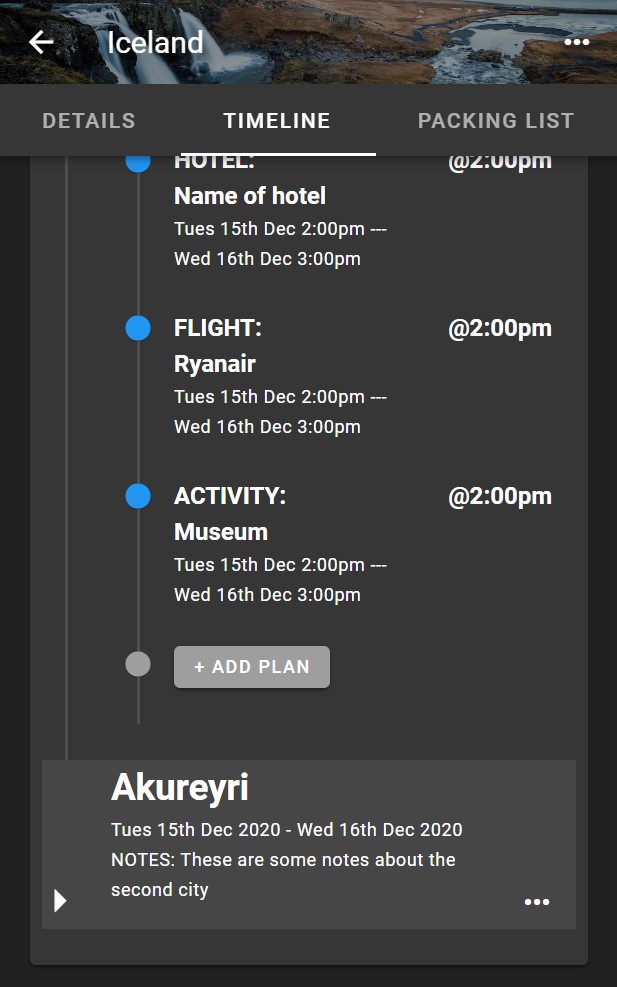 Iceland
DETAILS TIMELINE PACKING LIST
HOTEL: @2:00pm
Name of hotel
Tues 15th Dec 2:00pm ---
Wed 16th Dec 3:00pm
FLIGHT: @2:00pm
Ryanair
Tues 15th Dec 2:00pm ---
Wed 16th Dec 3:00pm
ACTIVITY: @2:00pm
Museum
Tues 15th Dec 2:00pm ---
Wed 16th Dec 3:00pm
+ ADD PLAN
Akureyri
Tues 15th Dec 2020 - Wed 16th Dec 2020
NOTES: These are some notes about the
second city